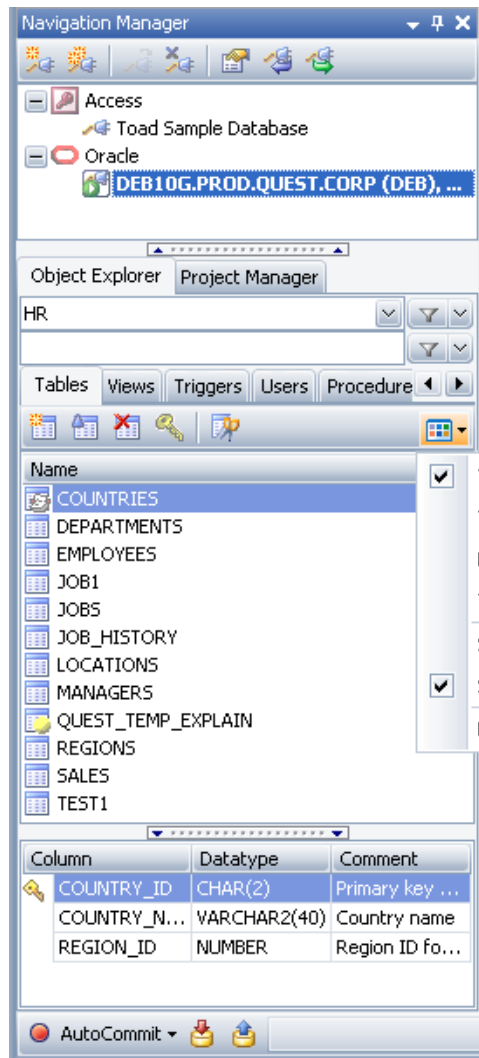 Navigation Manager
Access
Toad Sample Database
Oracle
DEB10G.PROD.QUEST.CORP (DEB), ...
Object Explorer Project Manager
HR
Tables Views Triggers Users Procedure
Name
COUNTRIES
DEPARTMENTS
EMPLOYEES
JOB1
JOBS
JOB_HISTORY
LOCATIONS
MANAGERS
QUEST_TEMP_EXPLAIN
REGIONS
SALES
TEST1
Column Datatype Comment
COUNTRY_ID CHAR(2) Primary key ...
COUNTRY_N... VARCHAR2(40) Country name
REGION_ID NUMBER Region ID fo...
AutoCommit